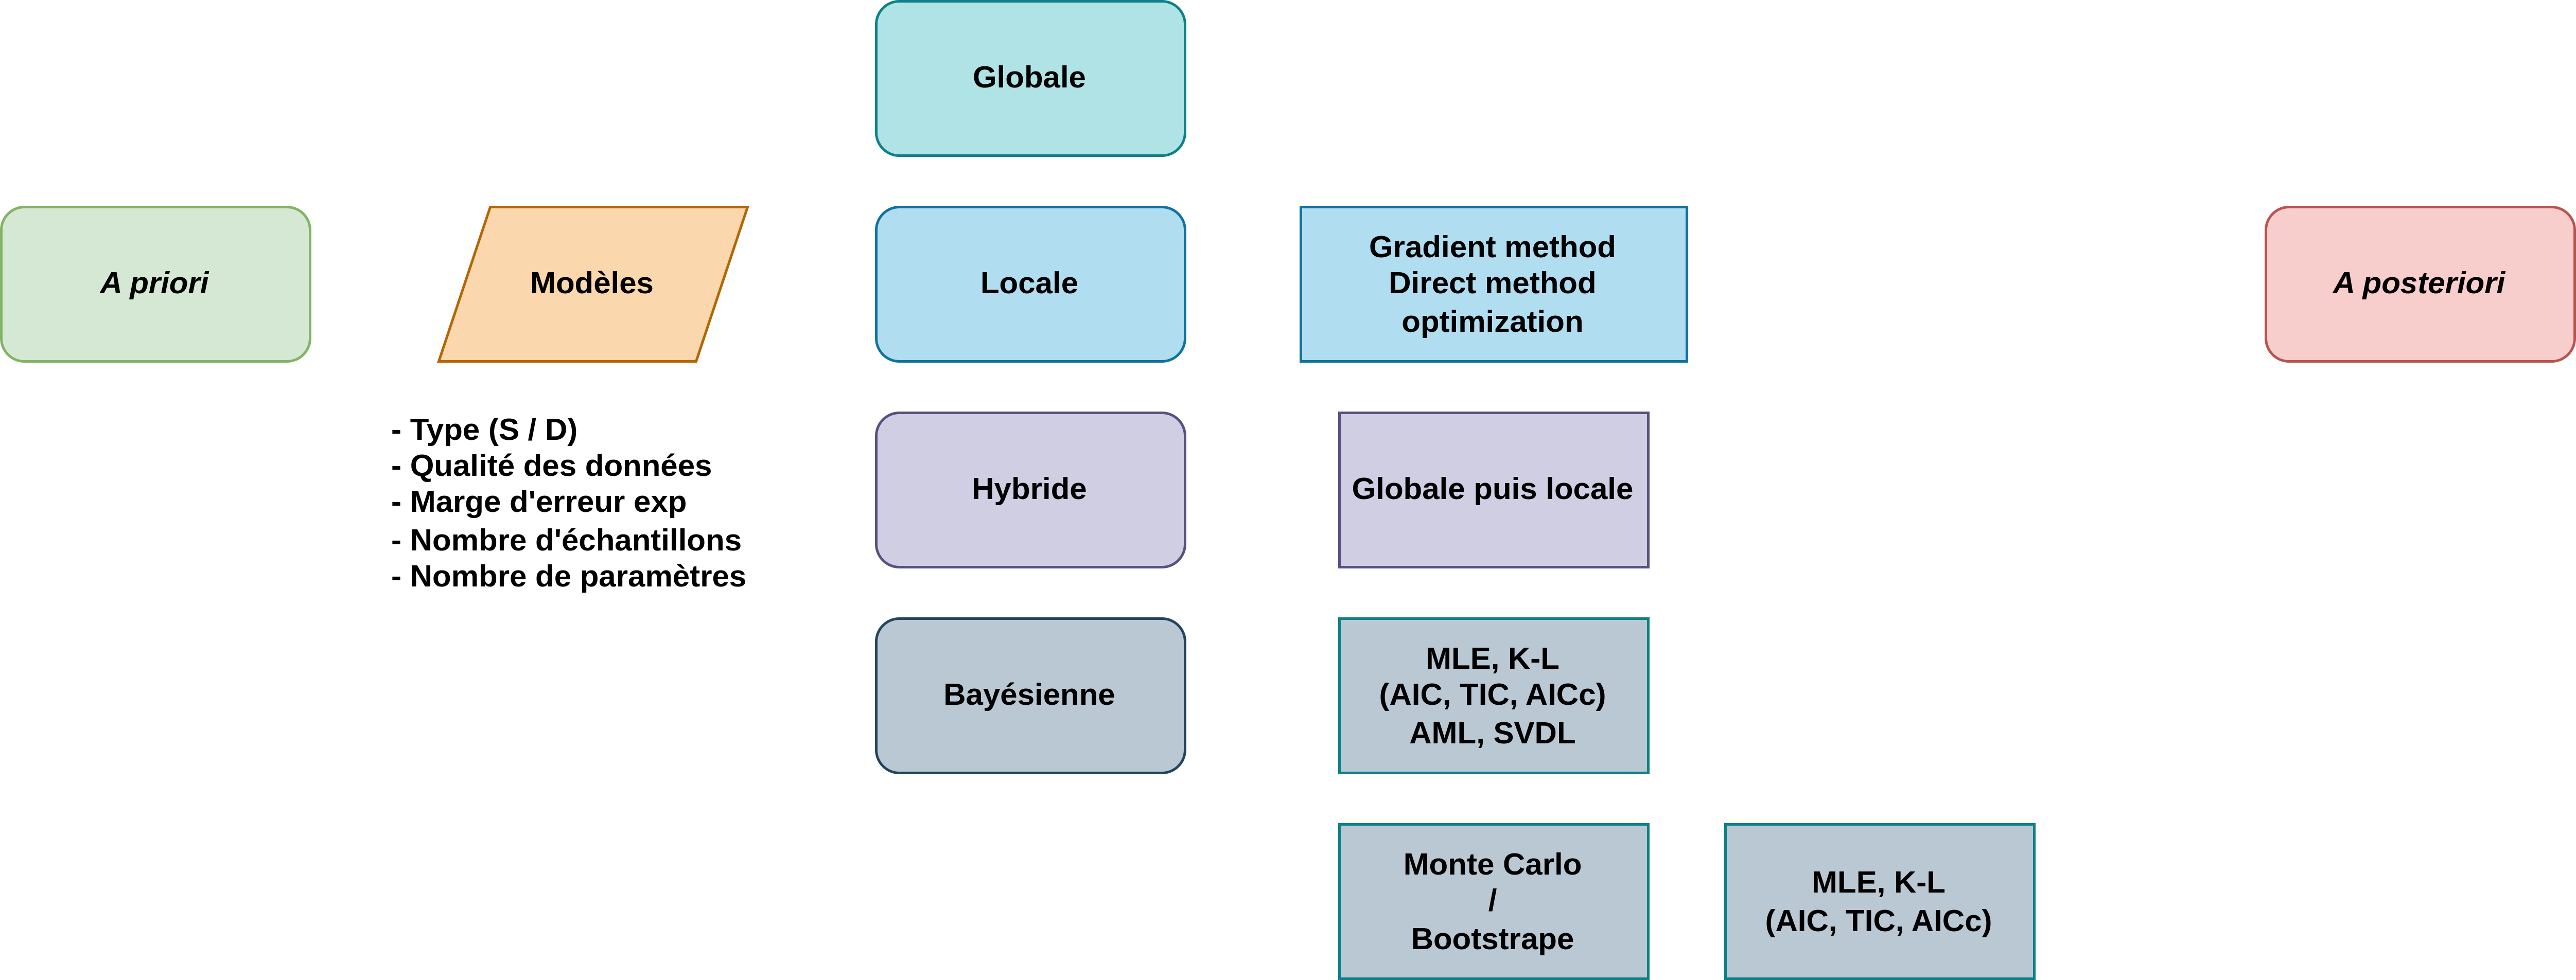 Globale
A priori
Modèles
Locale
Gradient method
Direct method
optimization
A posteriori
- Type (S / D)
- Qualité des données
- Marge d'erreur exp
- Nombre d'échantillons
- Nombre de paramètres
Hybride
Globale puis locale
Bayésienne
MLE, K-L
(AIC, TIC, AICc)
AML, SVDL
Monte Carlo
/
Bootstrape
MLE, K-L
(AIC, TIC, AICc)